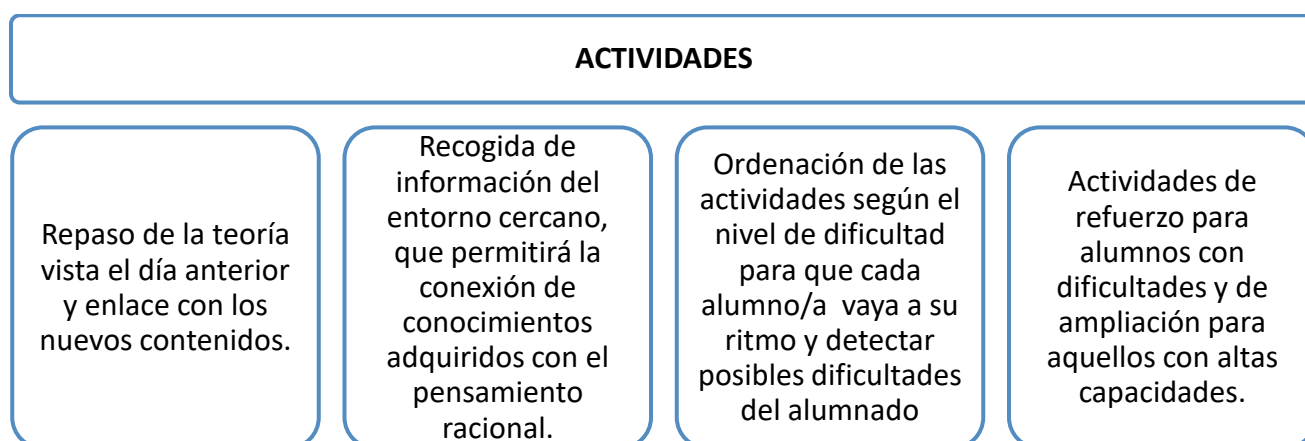 ACTIVIDADES
Repaso de la teoría
vista el día anterior
y enlace con los
nuevos contenidos.
Recogida de
información del
entorno cercano,
que permitirá la
conexión de
conocimientos
adquiridos con el
pensamiento
racional.
Ordenación de las
actividades según el
nivel de dificultad
para que cada
alumno/a vaya a su
ritmo y detectar
posibles dificultades
del alumnado
Actividades de
refuerzo para
alumnos con
dificultades y de
ampliación para
aquellos con altas
capacidades.